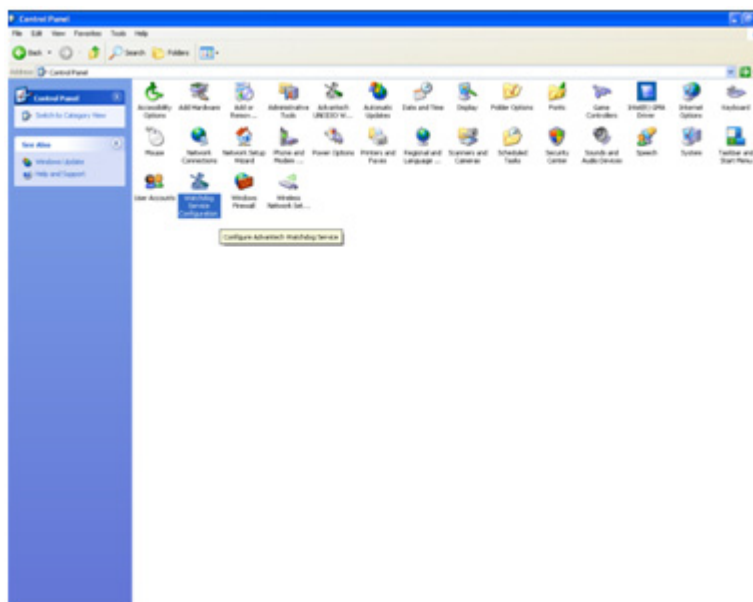 Control Panel
File Edit View Favorites Tools Help
Back Search Folders
Address Control Panel
Control Panel
Switch to Category View
See Also
Windows Update
Help and Support
Accessibility Options
Add Hardware
Add or Remov...
Administrative Tools
Advantech UNODIO W...
Automatic Updates
Date and Time
Display
Folder Options
Fonts
Game Controllers
Intel(R) GMA Driver
Internet Options
Keyboard
Mouse
Network Connections
Network Setup Wizard
Phone and Modem ...
Power Options
Printers and Faxes
Regional and Language ...
Scanners and Cameras
Scheduled Tasks
Security Center
Sounds and Audio Devices
Speech
System
Taskbar and Start Menu
User Accounts
Watchdog Service Configuration
Windows Firewall
Wireless Network Set...
Configure Advantech Watchdog Service